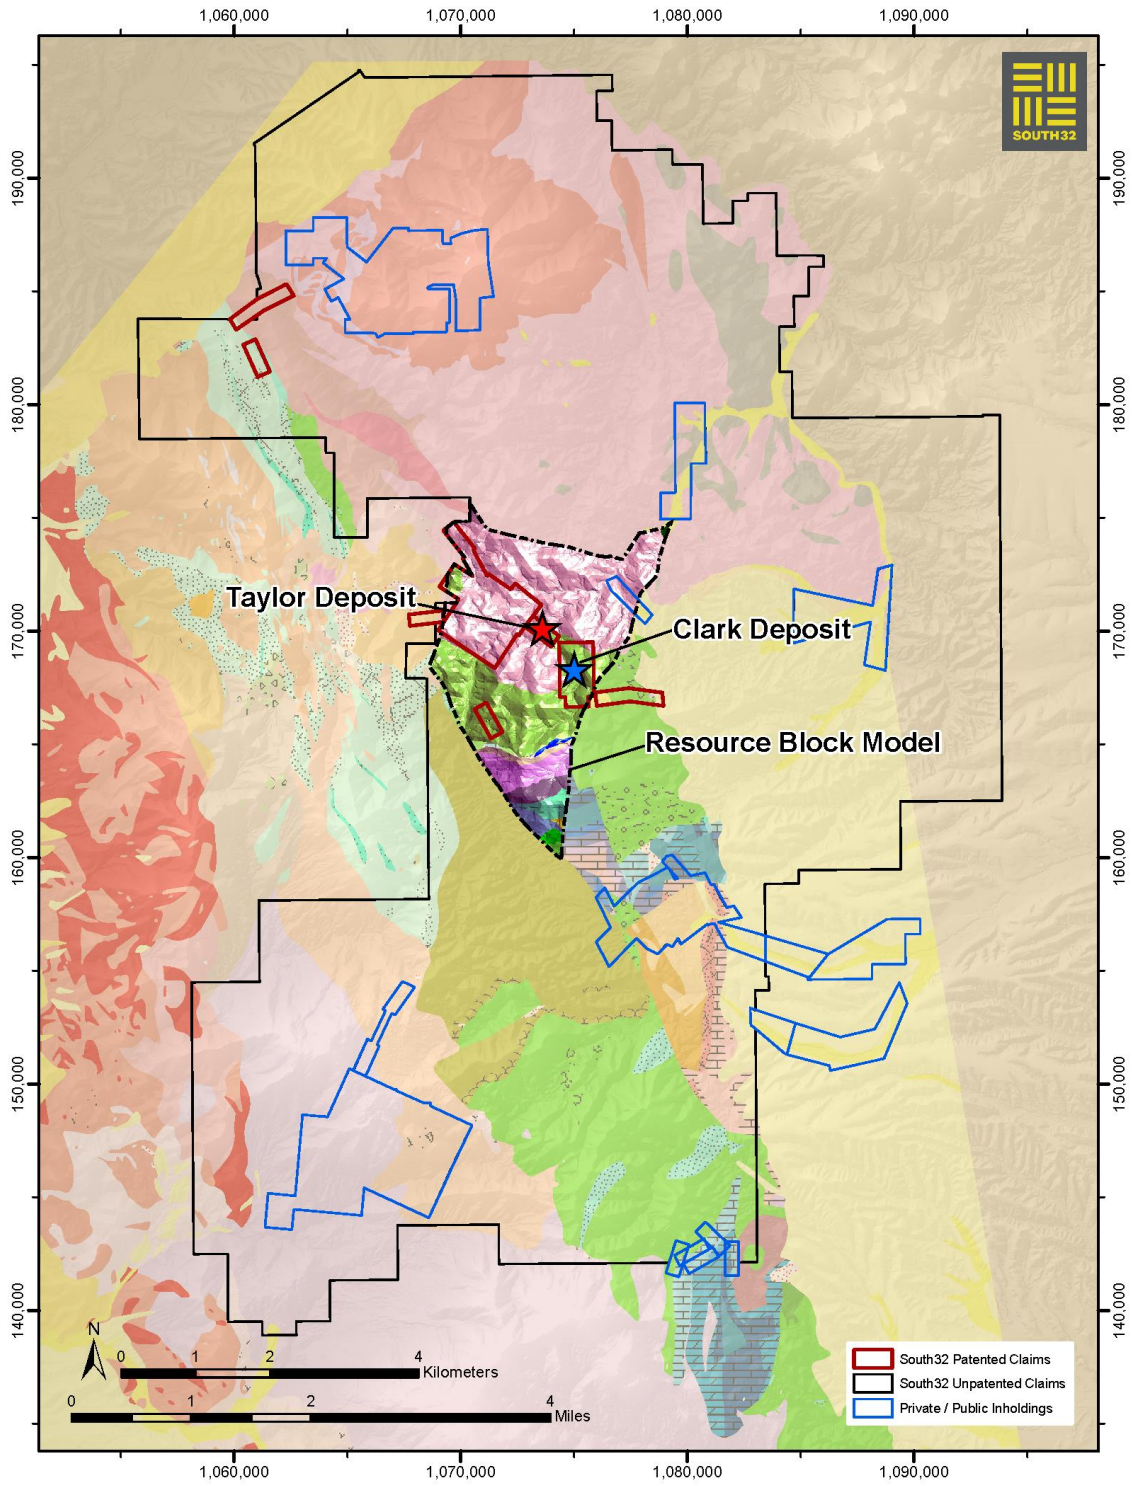 1,060,000 1,070,000 1,080,000 1,090,000
SOUTH32
190,000 190,000
180,000 180,000
Taylor Deposit
Clark Deposit
170,000 170,000
Resource Block Model
160,000 160,000
150,000 150,000
140,000 140,000
N
0 1 2 4
Kilometers
0 1 2 4
Miles
South32 Patented Claims
South32 Unpatented Claims
Private / Public Inholdings
1,060,000 1,070,000 1,080,000 1,090,000